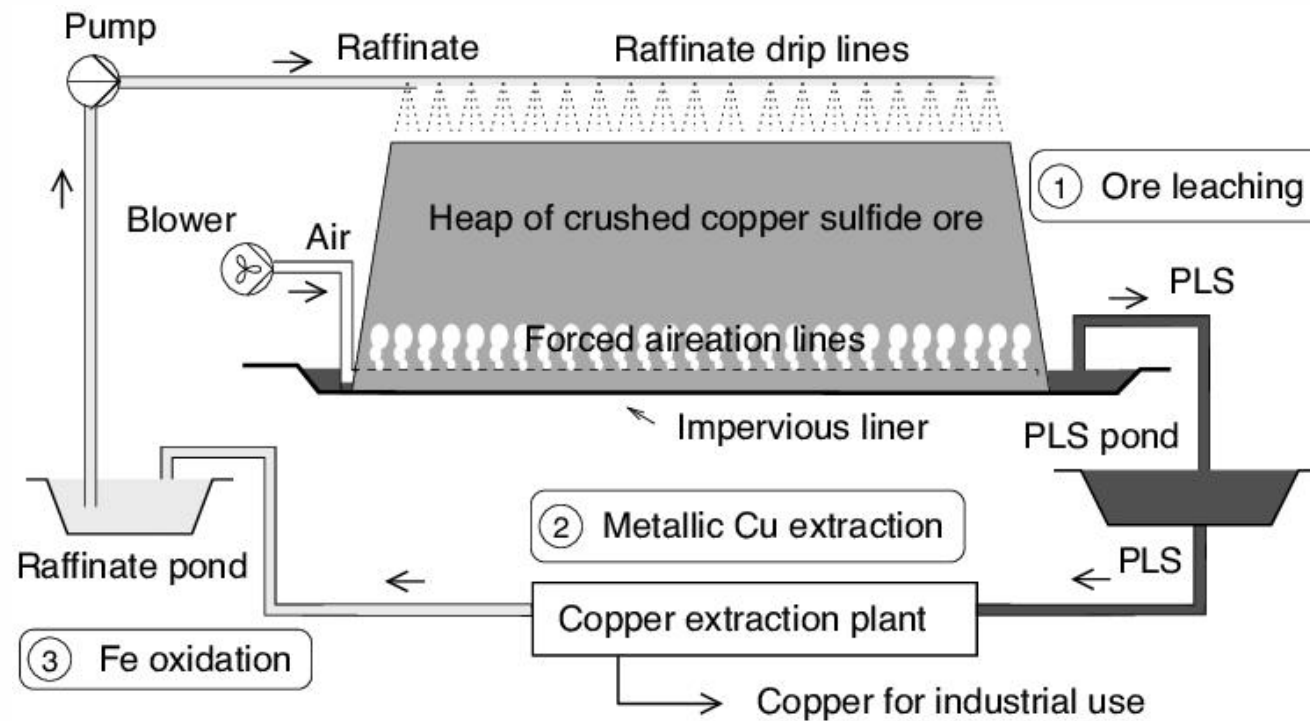 Pump
Raffinate
Raffinate drip lines
1 Ore leaching
Heap of crushed copper sulfide ore
Blower
Air
PLS
Forced aireation lines
Impervious liner
PLS pond
2 Metallic Cu extraction
Raffinate pond
PLS
Copper extraction plant
3 Fe oxidation
Copper for industrial use